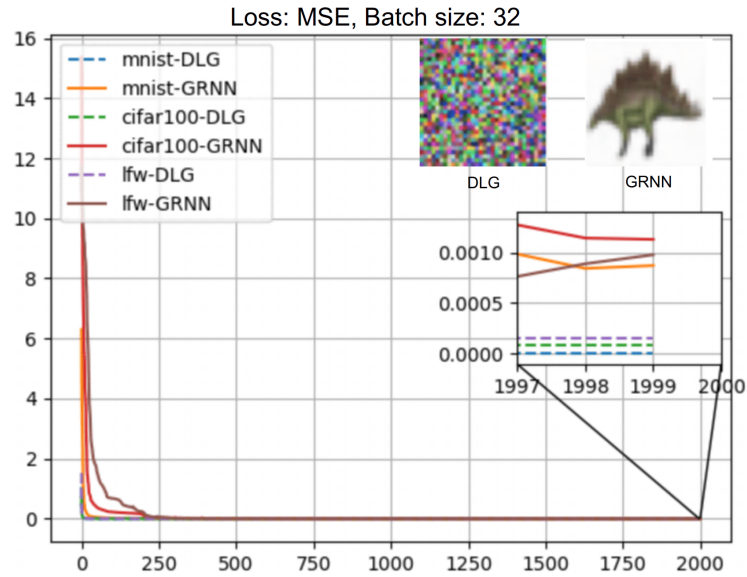 Loss: MSE, Batch size: 32
16
14
12
10
8
6
4
2
0
mnist-DLG
mnist-GRNN
cifar100-DLG
cifar100-GRNN
lfw-DLG
lfw-GRNN
DLG
GRNN
0.0010
0.0005
0.0000
1997 1998 1999 2000
0 250 500 750 1000 1250 1500 1750 2000